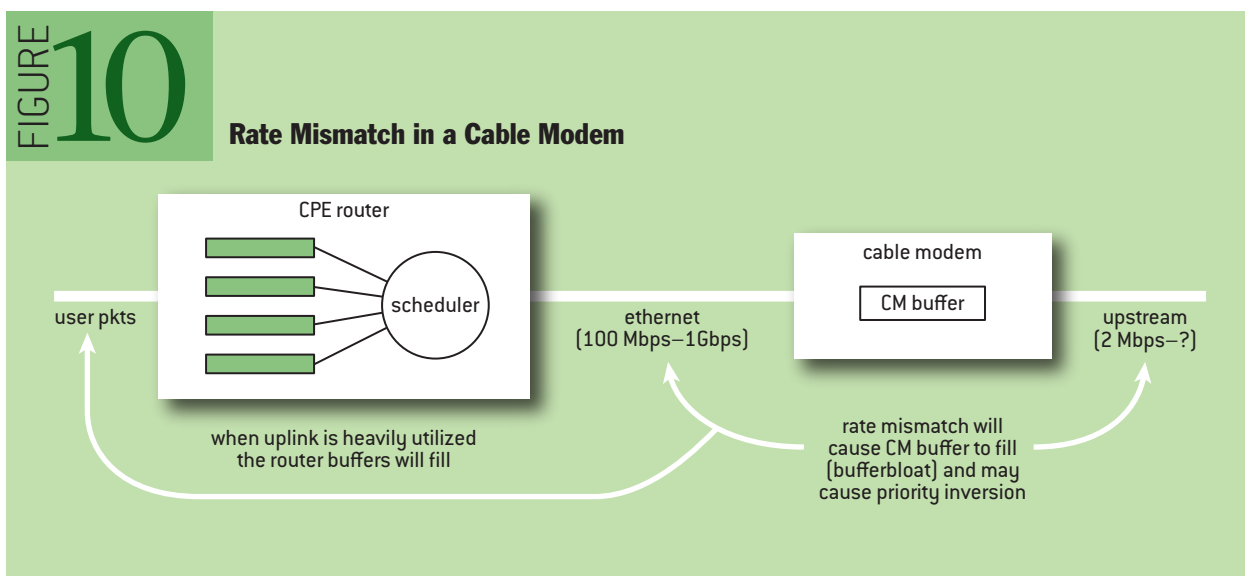 FIGURE
10
Rate Mismatch in a Cable Modem
CPE router
scheduler
user pkts
ethernet
(100 Mbps–1Gbps)
cable modem
CM buffer
upstream
(2 Mbps–?)
when uplink is heavily utilized
the router buffers will fill
rate mismatch will
cause CM buffer to fill
(bufferbloat) and may
cause priority inversion